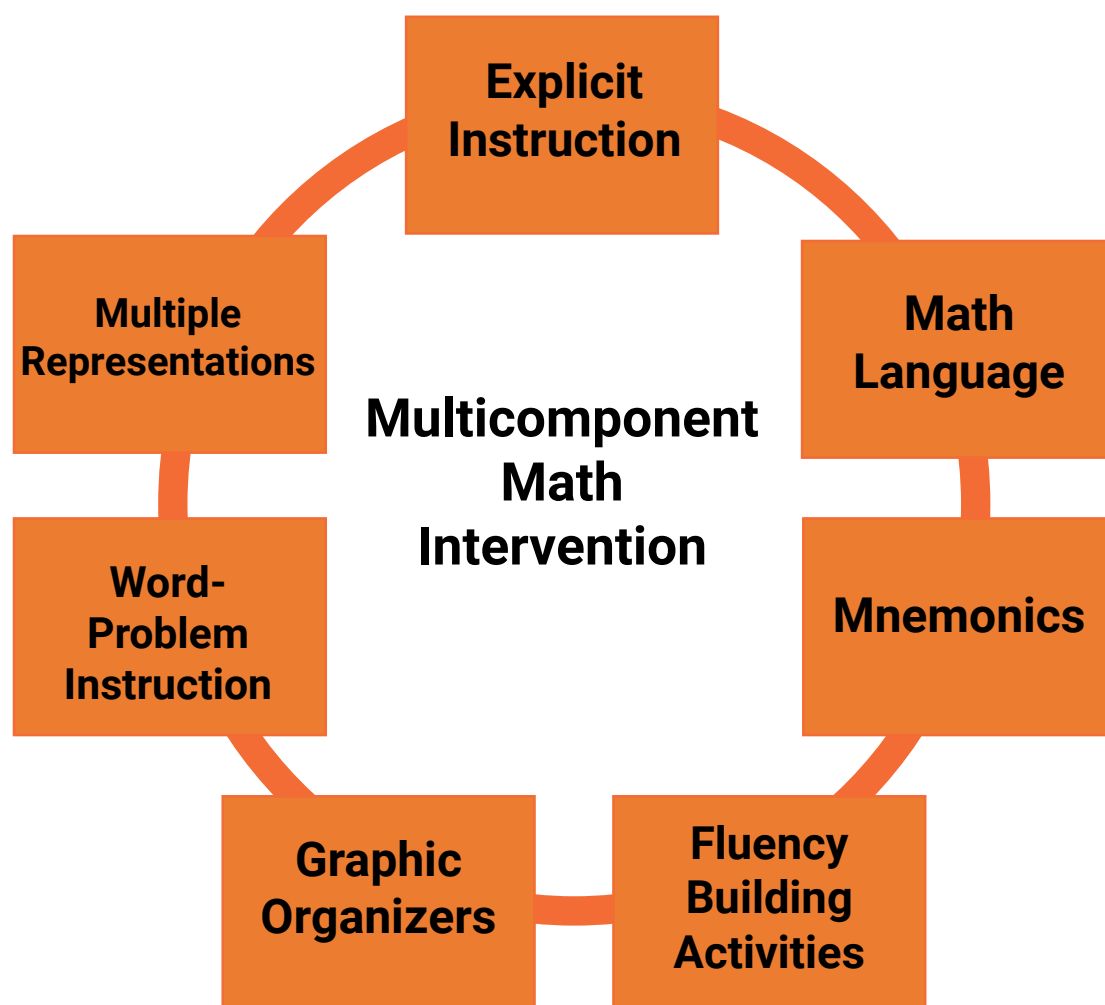 Explicit
Instruction
Math
Language
Mnemonics
Fluency
Building
Activities
Graphic
Organizers
Word-
Problem
Instruction
Multiple
Representations
Multicomponent
Math
Intervention